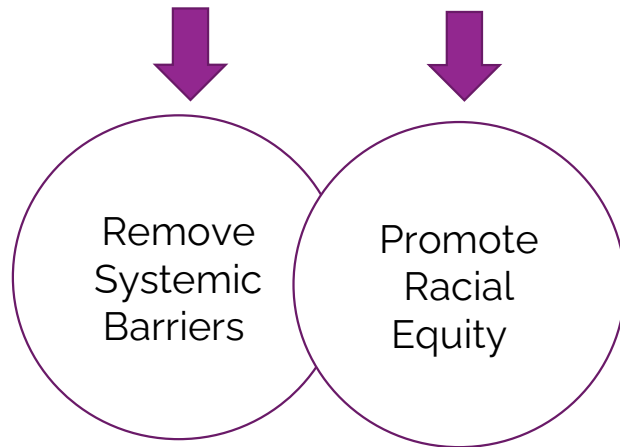 Remove
Systemic
Barriers
Promote
Racial
Equity